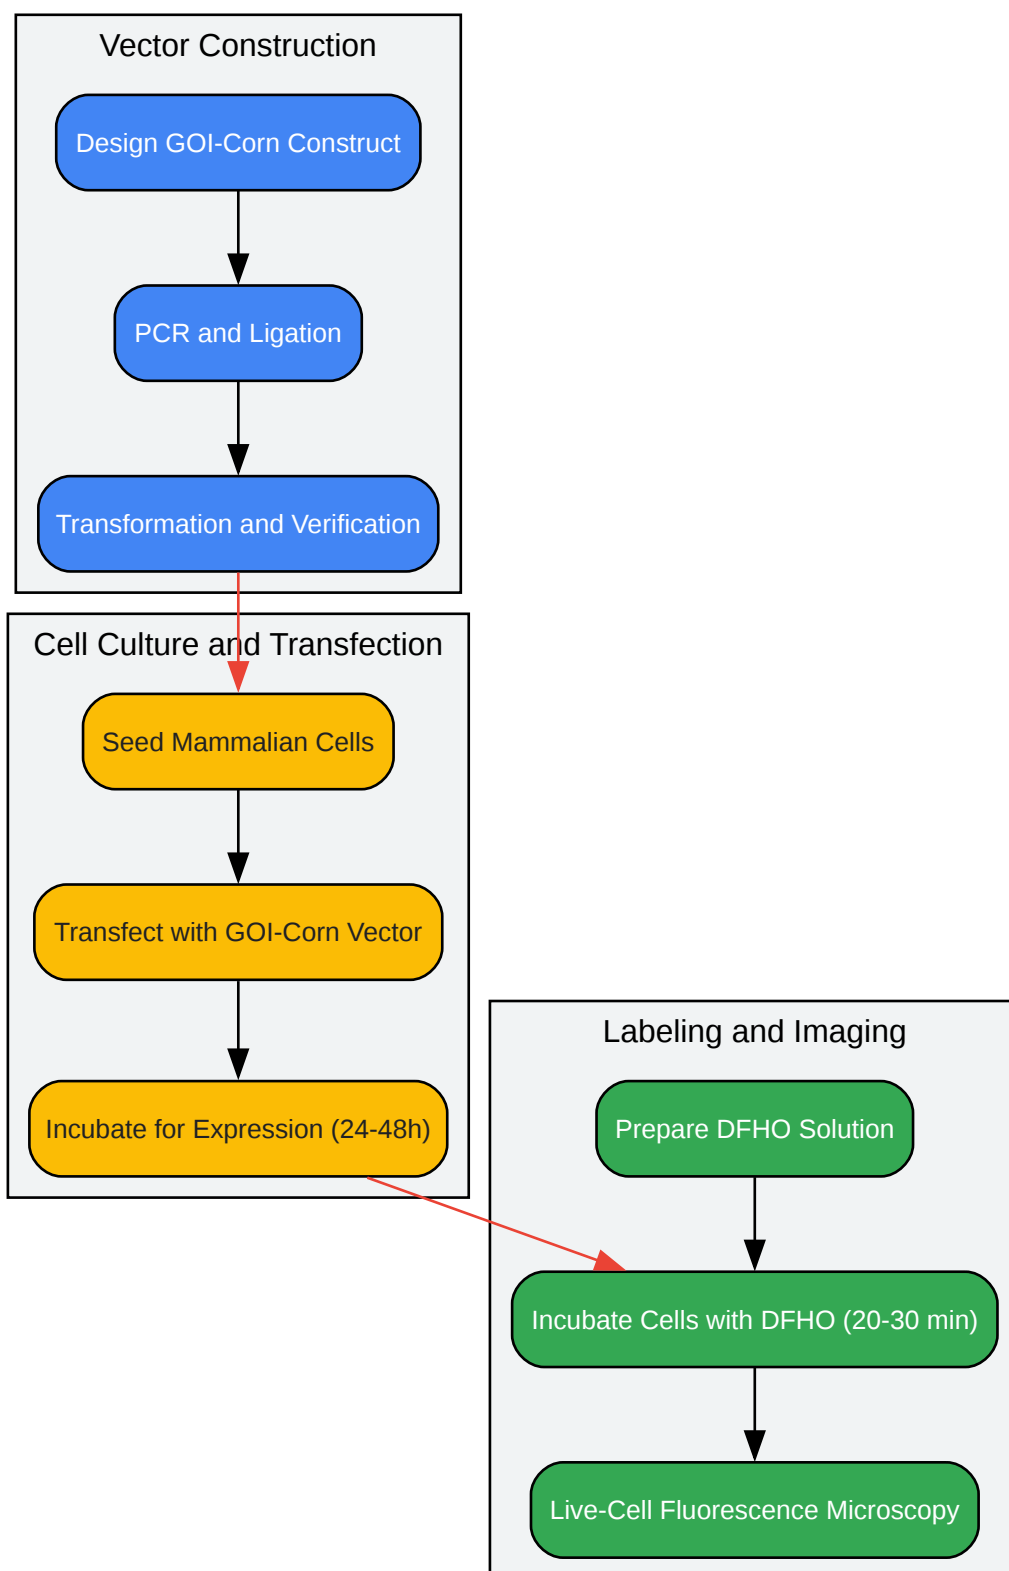 Vector Construction
Design GOI-Corn Construct
PCR and Ligation
Transformation and Verification
Cell Culture and Transfection
Seed Mammalian Cells
Transfect with GOI-Corn Vector
Incubate for Expression (24-48h)
Labeling and Imaging
Prepare DFHO Solution
Incubate Cells with DFHO (20-30 min)
Live-Cell Fluorescence Microscopy